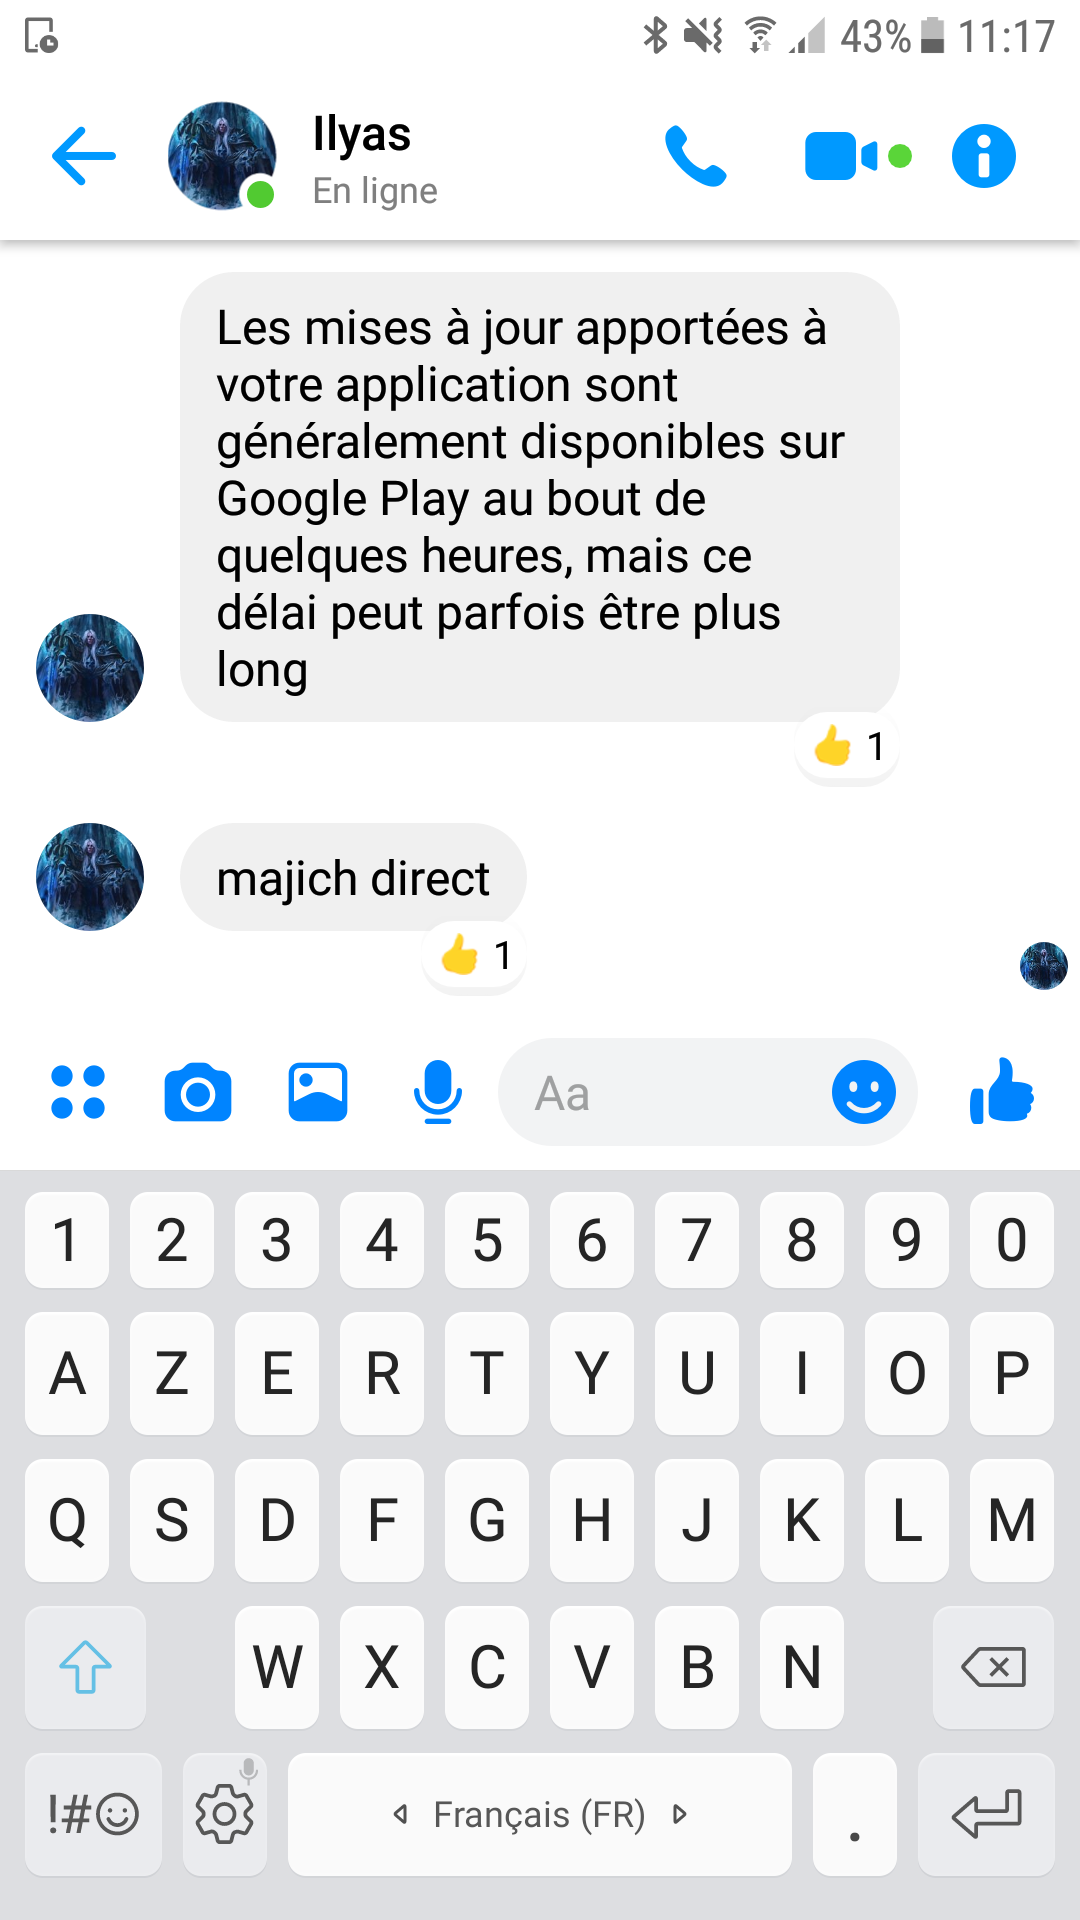 43% 11:17
Ilyas
En ligne
Les mises à jour apportées à
votre application sont
généralement disponibles sur
Google Play au bout de
quelques heures, mais ce
délai peut parfois être plus
long
1
majich direct
1
Aa
1 2 3 4 5 6 7 8 9 0
A Z E R T Y U I O P
Q S D F G H J K L M
W X C V B N
!# Français (FR) .